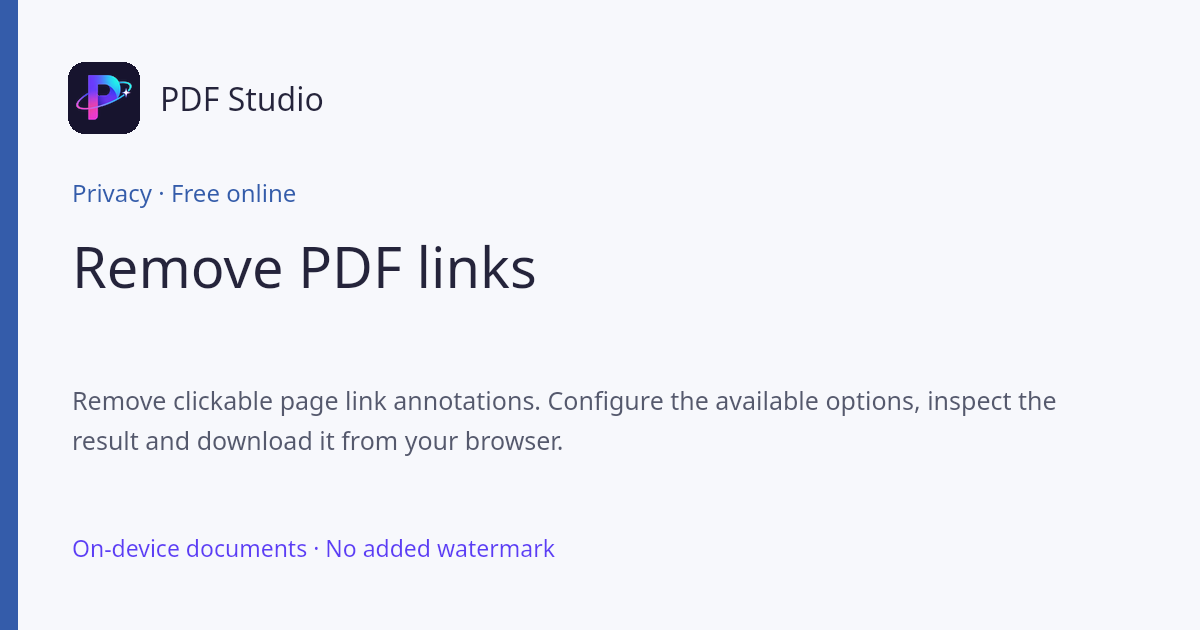 PDF Studio
Privacy · Free online
Remove PDF links
Remove clickable page link annotations. Configure the available options, inspect the
result and download it from your browser.
On-device documents · No added watermark